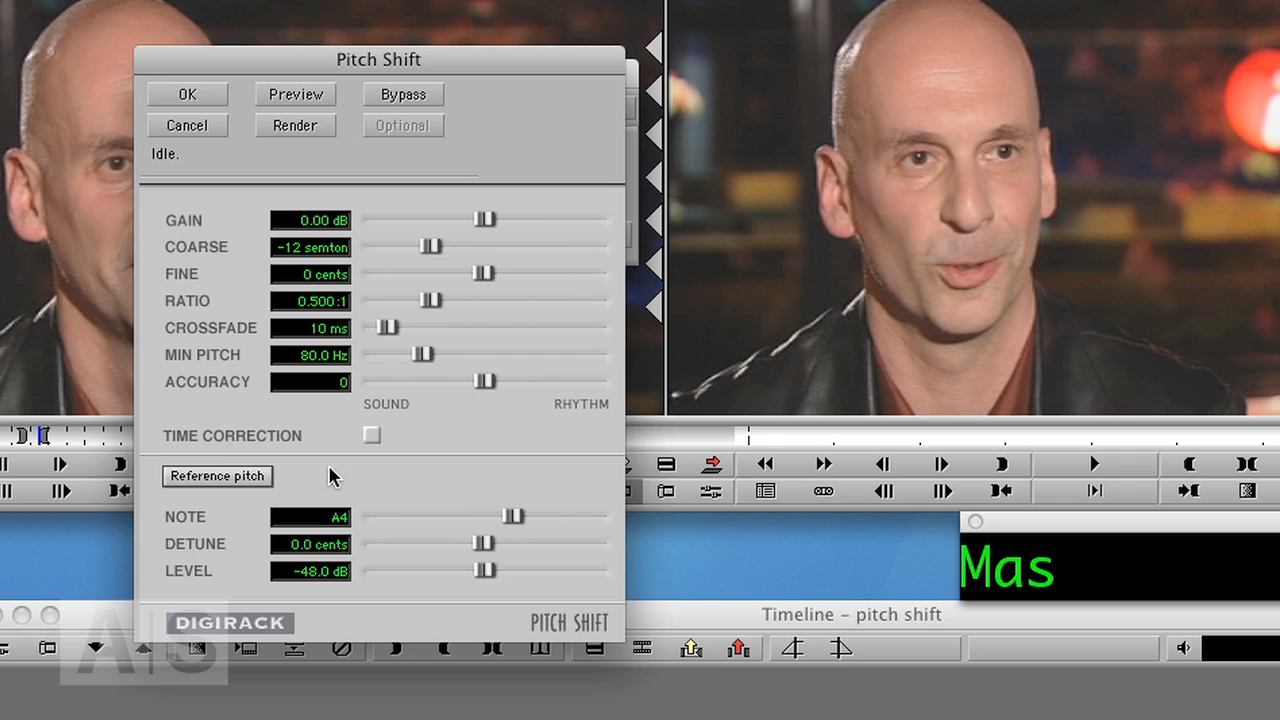 Pitch Shift
OK
Preview
Bypass
Cancel
Render
Optional
Idle.
GAIN 0.00 dB
COARSE -12 semton
FINE 0 cents
RATIO 0.500:1
CROSSFADE 10 ms
MIN PITCH 80.0 Hz
ACCURACY 0
SOUND RHYTHM
TIME CORRECTION
Reference pitch
NOTE A4
DETUNE 0.0 cents
LEVEL -48.0 dB
DIGIRACK PITCH SHIFT
Mas
Timeline – pitch shift
A|S